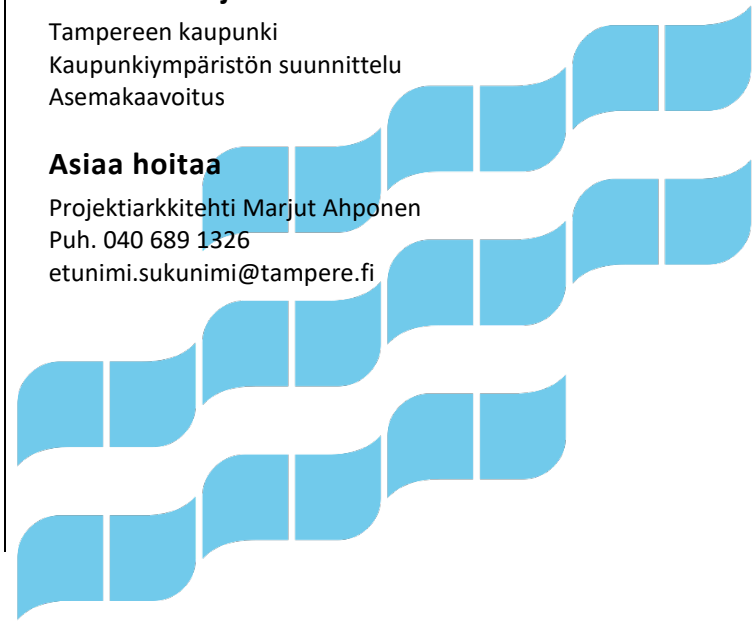 Tampereen kaupunki
Kaupunkiympäristön suunnittelu
Asemakaavoitus
Asiaa hoitaa
Projektiarkkitehti Marjut Ahponen
Puh. 040 689 1326
etunimi.sukunimi@tampere.fi